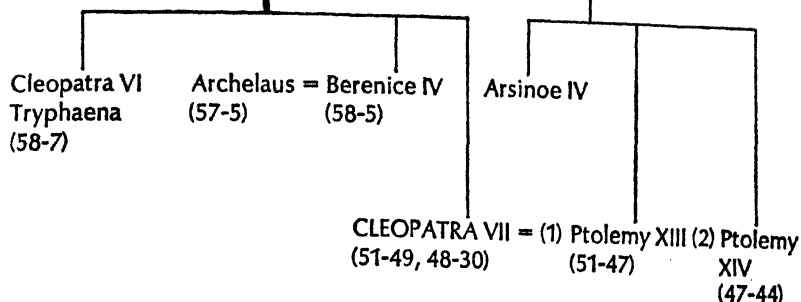 Cleopatra VI
Tryphaena
(58-7)
Archelaus = Berenice IV
(57-5) (58-5)
Arsinoe IV
CLEOPATRA VII = (1) Ptolemy XIII (2) Ptolemy
XIV
(51-49, 48-30) (51-47)
(47-44)